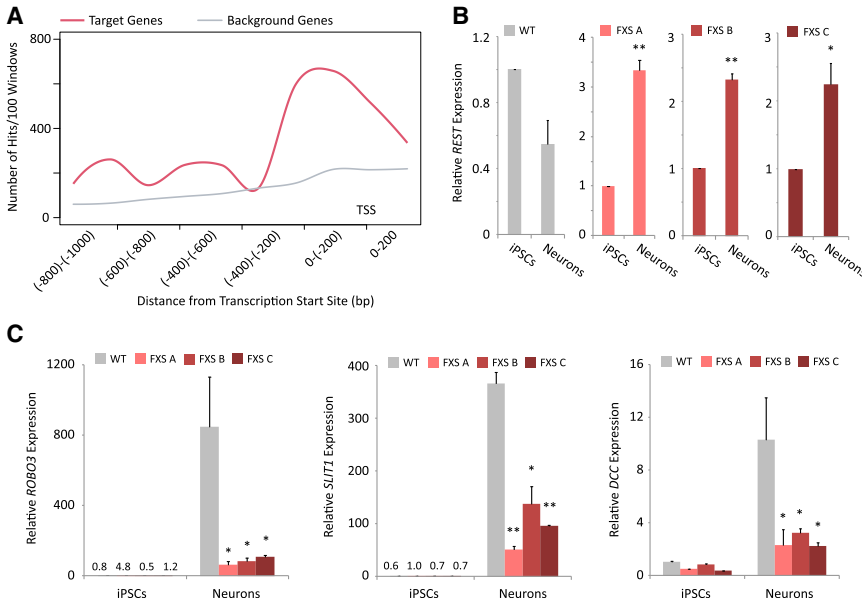 A
Target Genes
Background Genes
Number of Hits/100 Windows
800
400
0
TSS
(-800)-(-1000)
(-600)-(-800)
(-400)-(-600)
(-400)-(-200)
0-(-200)
0-200
Distance from Transcription Start Site (bp)
B
Relative REST Expression
WT
1.2
0.8
0.4
0
iPSCs
Neurons
FXS A
**
4
3
2
2
1
0
iPSCs
Neurons
FXS B
**
3
2
1
0
iPSCs
Neurons
FXS C
*
3
2
1
0
iPSCs
Neurons
C
Relative ROBO3 Expression
WT FXS A FXS B FXS C
1200
800
400
0
0.8 4.8 0.5 1.2
* * *
iPSCs Neurons
Relative SLIT1 Expression
WT FXS A FXS B FXS C
400
300
200
100
0
0.6 1.0 0.7 0.7
** * **
iPSCs Neurons
Relative DCC Expression
WT FXS A FXS B FXS C
16
12
8
4
0
* * *
iPSCs Neurons